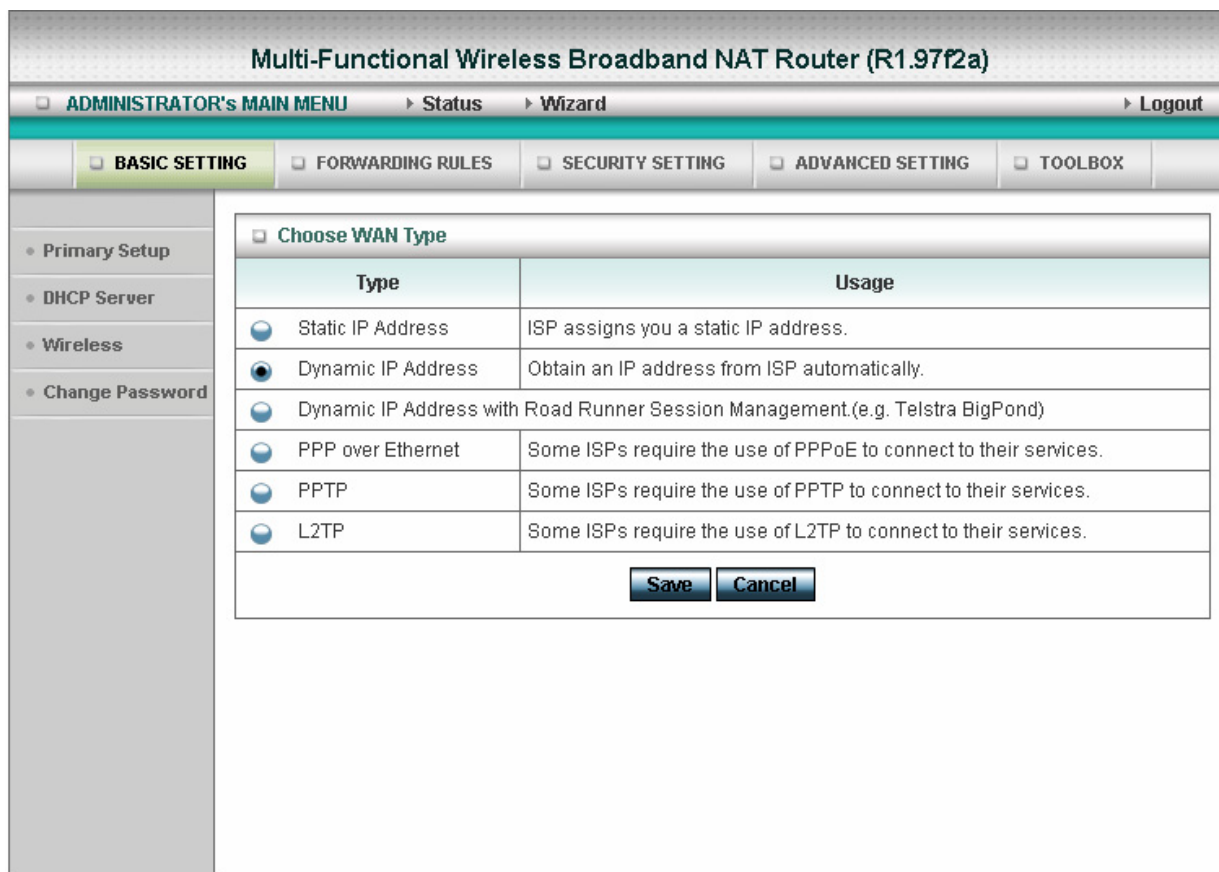 Multi-Functional Wireless Broadband NAT Router (R1.97f2a)
ADMINISTRATOR's MAIN MENU Status Wizard Logout
BASIC SETTING FORWARDING RULES SECURITY SETTING ADVANCED SETTING TOOLBOX
Primary Setup
DHCP Server
Wireless
Change Password
Choose WAN Type
Type Usage
Static IP Address ISP assigns you a static IP address.
Dynamic IP Address Obtain an IP address from ISP automatically.
Dynamic IP Address with Road Runner Session Management.(e.g. Telstra BigPond)
PPP over Ethernet Some ISPs require the use of PPPoE to connect to their services.
PPTP Some ISPs require the use of PPTP to connect to their services.
L2TP Some ISPs require the use of L2TP to connect to their services.
Save Cancel